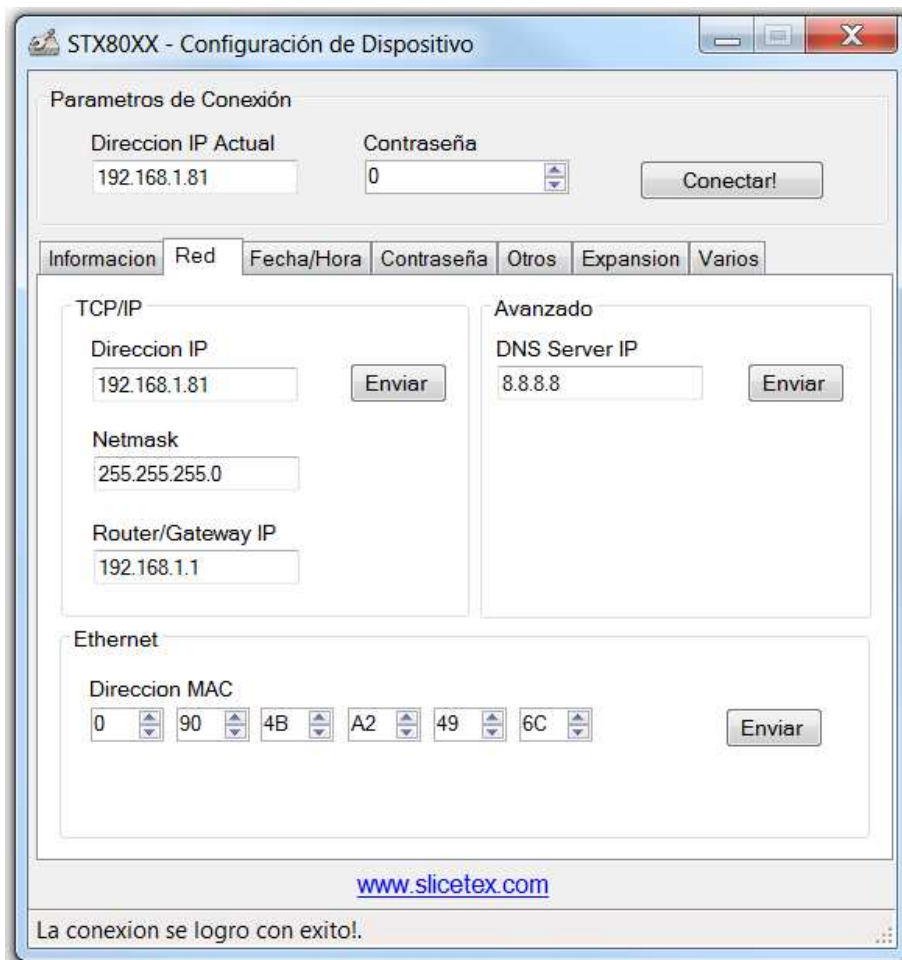 STX80XX - Configuración de Dispositivo
Parametros de Conexión
Direccion IP Actual Contraseña
192.168.1.81 0 Conectar!
Informacion Red Fecha/Hora Contraseña Otros Expansion Varios
TCP/IP Avanzado
Direccion IP DNS Server IP
192.168.1.81 Enviar 8.8.8.8 Enviar
Netmask
255.255.255.0
Router/Gateway IP
192.168.1.1
Ethernet
Direccion MAC
0 90 4B A2 49 6C Enviar
www.slicetex.com
La conexion se logro con exito!.